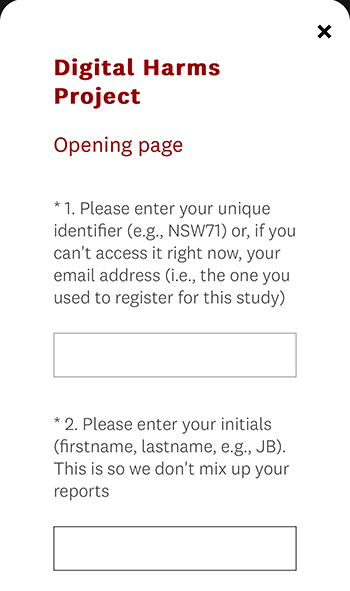 Digital Harms
Project
Opening page
* 1. Please enter your unique
identifier (e.g., NSW71) or, if you
can't access it right now, your
email address (i.e., the one you
used to register for this study)
* 2. Please enter your initials
(firstname, lastname, e.g., JB).
This is so we don't mix up your
reports